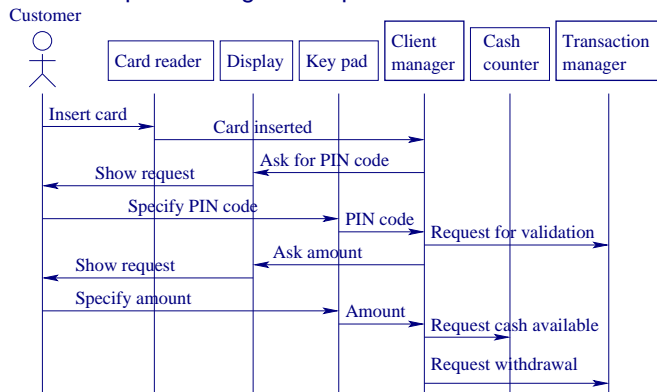 Customer
Card reader
Display
Key pad
Client
manager
Cash
counter
Transaction
manager
Insert card
Card inserted
Ask for PIN code
Show request
Specify PIN code
PIN code
Request for validation
Ask amount
Show request
Specify amount
Amount
Request cash available
Request withdrawal